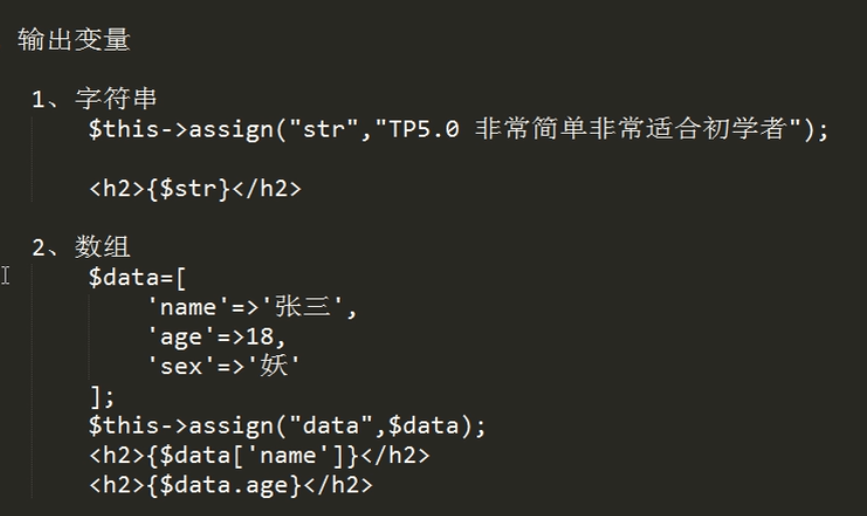 输出变量
1、字符串
$this->assign("str","TP5.0 非常简单非常适合初学者");
<h2>{$str}</h2>
2、数组
$data=[
'name'=>'张三',
'age'=>18,
'sex'=>'妖'
];
$this->assign("data",$data);
<h2>{$data['name']}</h2>
<h2>{$data.age}</h2>